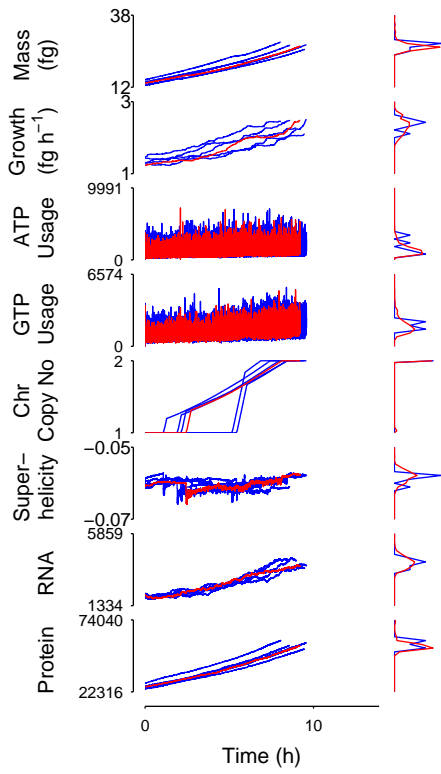 38
Mass
(fg)
12
3
Growth
(fg h⁻¹)
1
9991
ATP
Usage
0
6574
GTP
Usage
0
2
Chr
Copy No
1
−0.05
Super−
helicity
−0.07
5859
RNA
1334
74040
Protein
22316
0 10
Time (h)